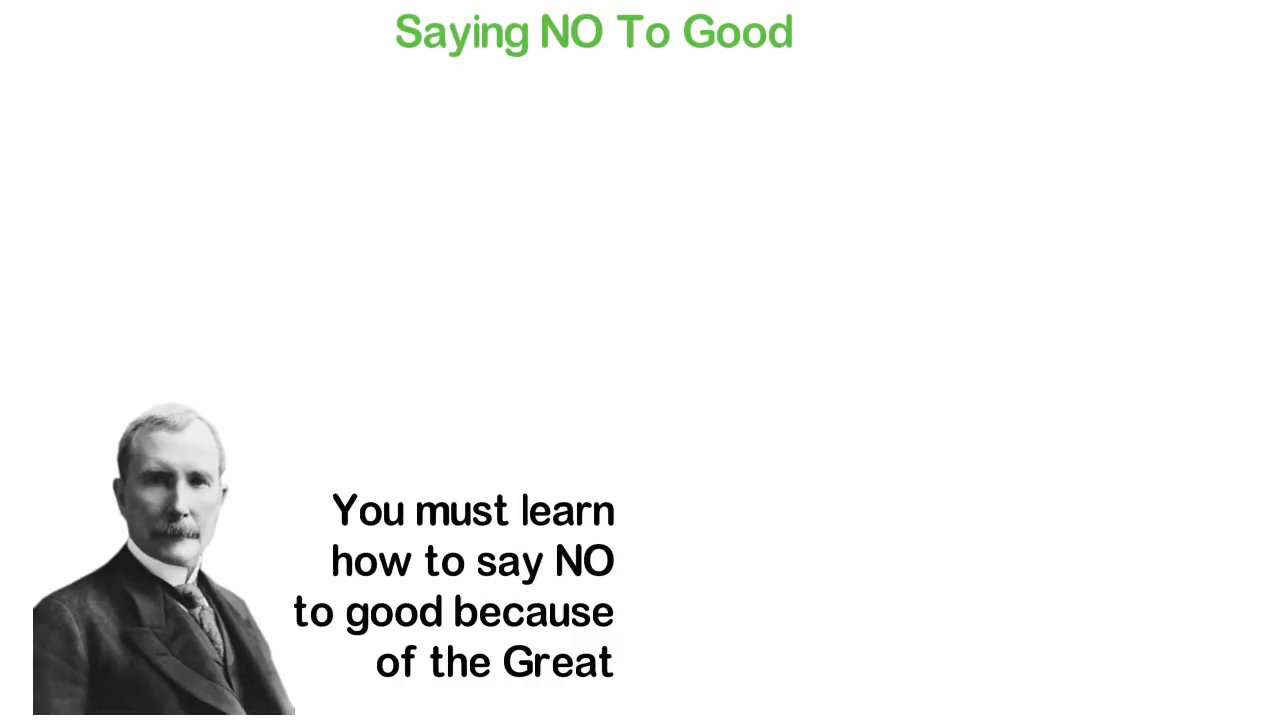 Saying NO To Good
You must learn
how to say NO
to good because
of the Great